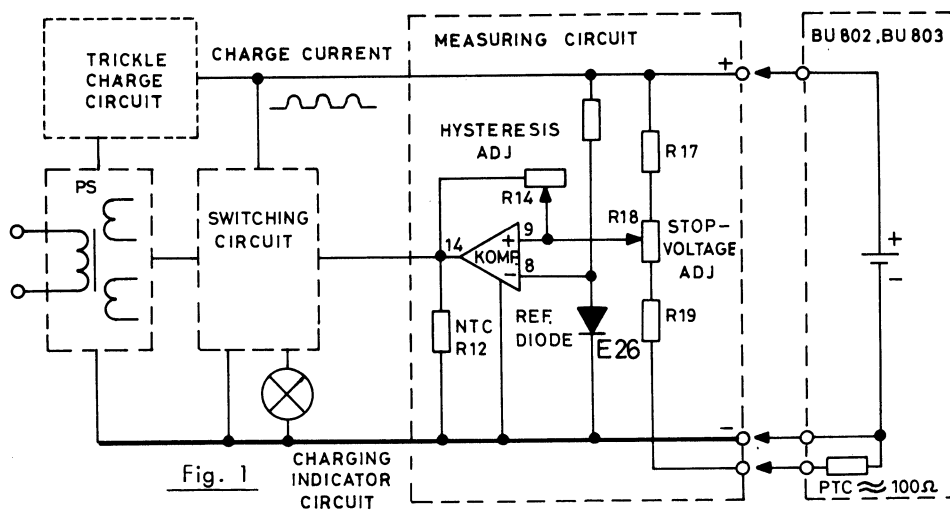 TRICKLE
CHARGE
CIRCUIT
CHARGE CURRENT
MEASURING CIRCUIT
BU 802, BU 803
+
HYSTERESIS
ADJ
R17
PS
R14
R18
SWITCHING
CIRCUIT
STOP-
VOLTAGE
ADJ
14
+
9
KOMP.
-
8
+
-
NTC
R12
REF.
DIODE
E26
R19
-
Fig. 1
CHARGING
INDICATOR
CIRCUIT
PTC ≈ 100Ω